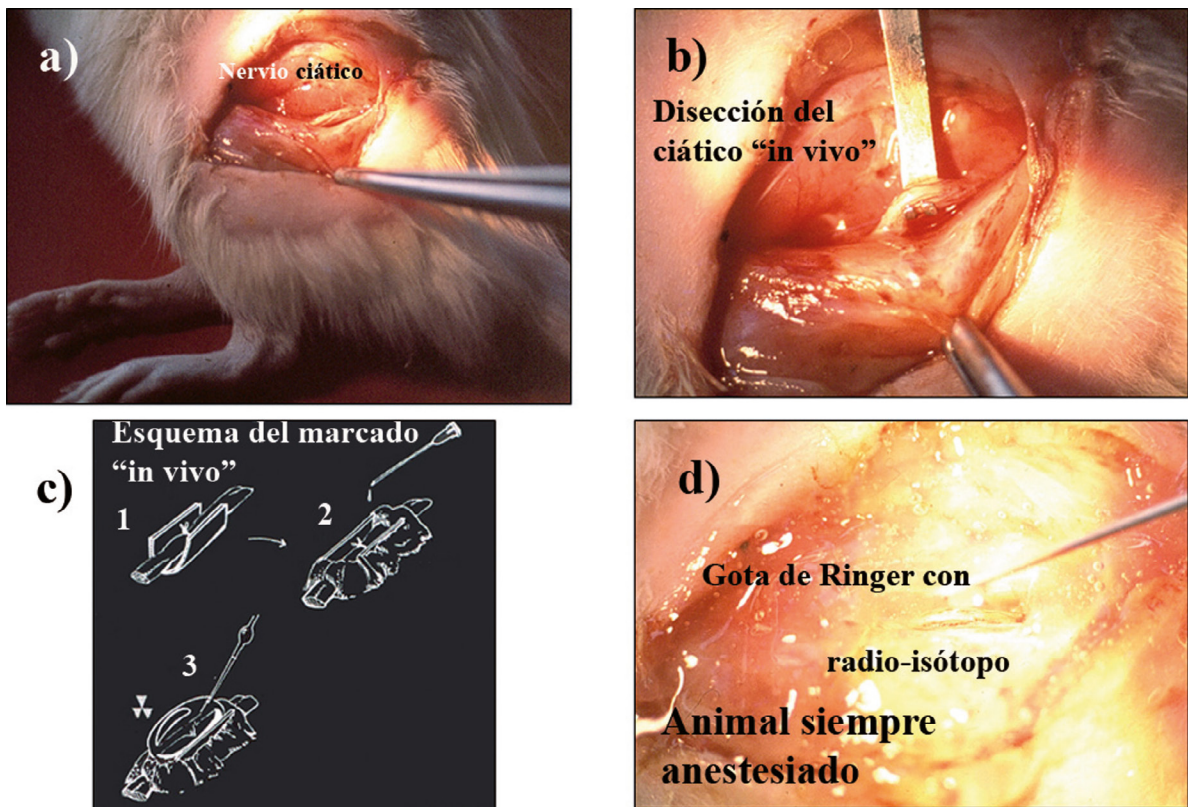 a)
Nervio ciático
b)
Disección del
ciático “in vivo”
c)
Esquema del marcado
“in vivo”
1
2
3
d)
Gota de Ringer con
radio-isótopo
Animal siempre
anestesiado